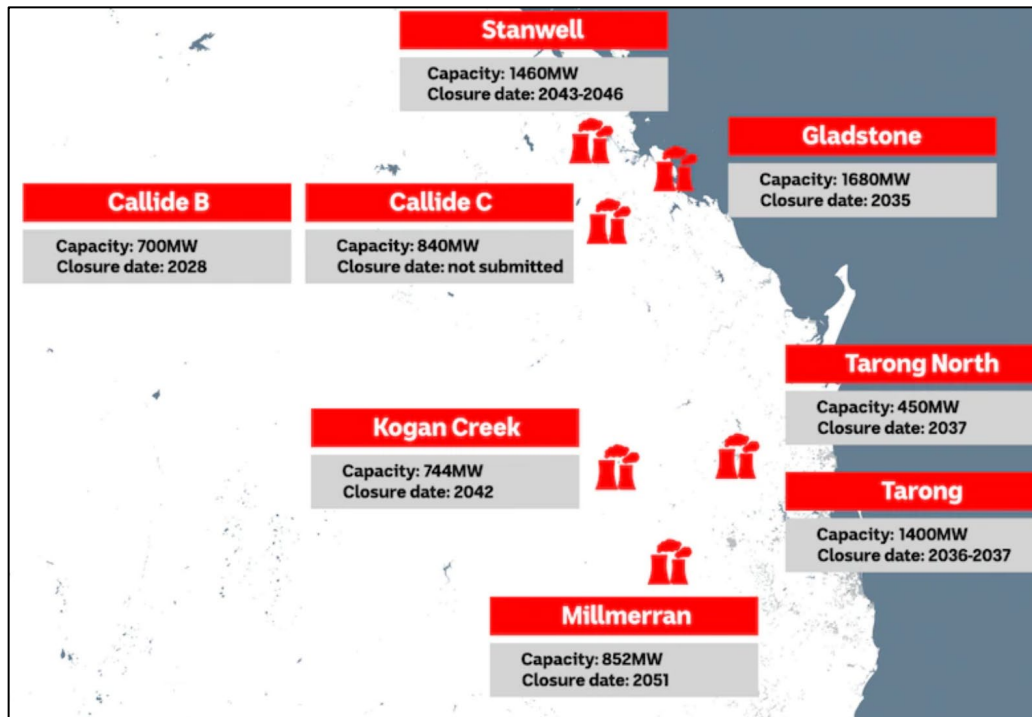 Stanwell
Capacity: 1460MW
Closure date: 2043-2046
Gladstone
Capacity: 1680MW
Closure date: 2035
Callide B
Capacity: 700MW
Closure date: 2028
Callide C
Capacity: 840MW
Closure date: not submitted
Tarong North
Capacity: 450MW
Closure date: 2037
Kogan Creek
Capacity: 744MW
Closure date: 2042
Tarong
Capacity: 1400MW
Closure date: 2036-2037
Millmerran
Capacity: 852MW
Closure date: 2051